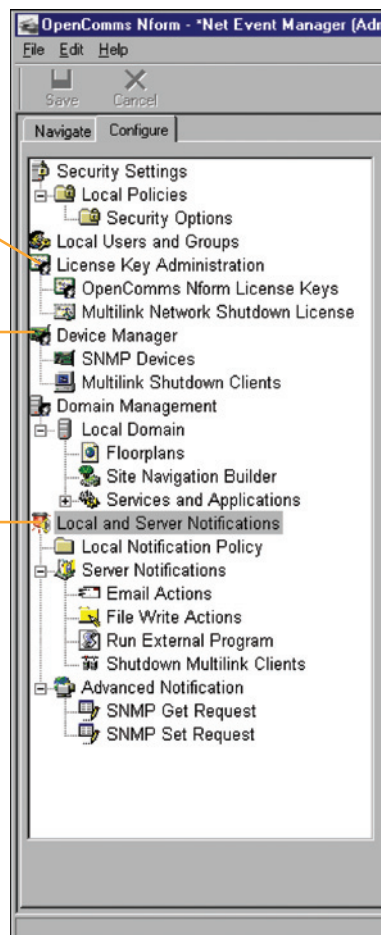 OpenComms Nform - *Net Event Manager (Adm
File Edit Help
Save Cancel
Navigate Configure
Security Settings
Local Policies
Security Options
Local Users and Groups
License Key Administration
OpenComms Nform License Keys
Multilink Network Shutdown License
Device Manager
SNMP Devices
Multilink Shutdown Clients
Domain Management
Local Domain
Floorplans
Site Navigation Builder
Services and Applications
Local and Server Notifications
Local Notification Policy
Server Notifications
Email Actions
File Write Actions
Run External Program
Shutdown Multilink Clients
Advanced Notification
SNMP Get Request
SNMP Set Request